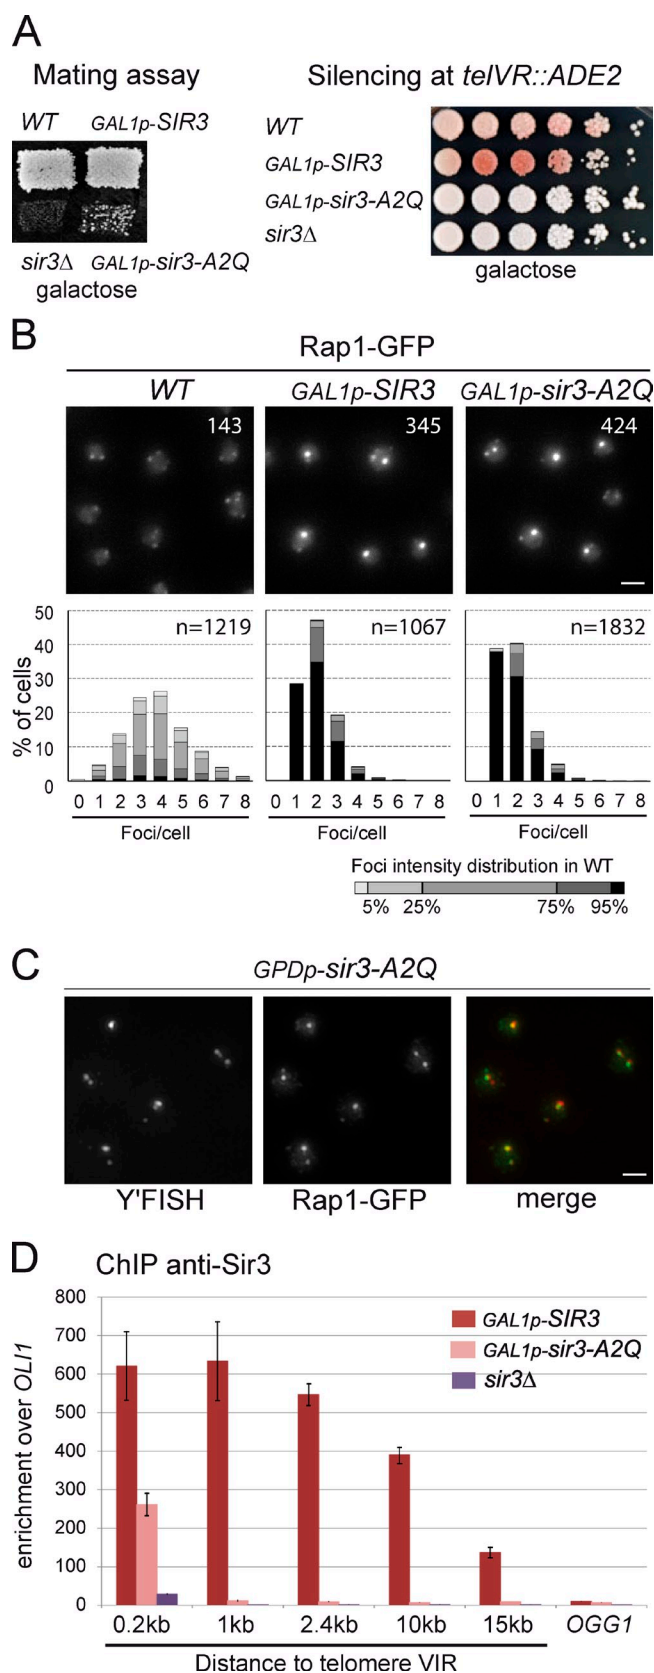 A
Mating assay
WT GAL1p-SIR3
sir3Δ GAL1p-sir3-A2Q
galactose
Silencing at telVR::ADE2
WT
GAL1p-SIR3
GAL1p-sir3-A2Q
sir3Δ
galactose
B
Rap1-GFP
WT GAL1p-SIR3 GAL1p-sir3-A2Q
143 345 424
% of cells
50
40
30
20
10
0
n=1219 n=1067 n=1832
0 1 2 3 4 5 6 7 8 0 1 2 3 4 5 6 7 8 0 1 2 3 4 5 6 7 8
Foci/cell Foci/cell Foci/cell
Foci intensity distribution in WT
5% 25% 75% 95%
C
GPDp-sir3-A2Q
Y'FISH Rap1-GFP merge
D
ChIP anti-Sir3
enrichment over OLI1
800
700
600
500
400
300
200
100
0
GAL1p-SIR3
GAL1p-sir3-A2Q
sir3Δ
0.2kb 1kb 2.4kb 10kb 15kb OGG1
Distance to telomere VIR